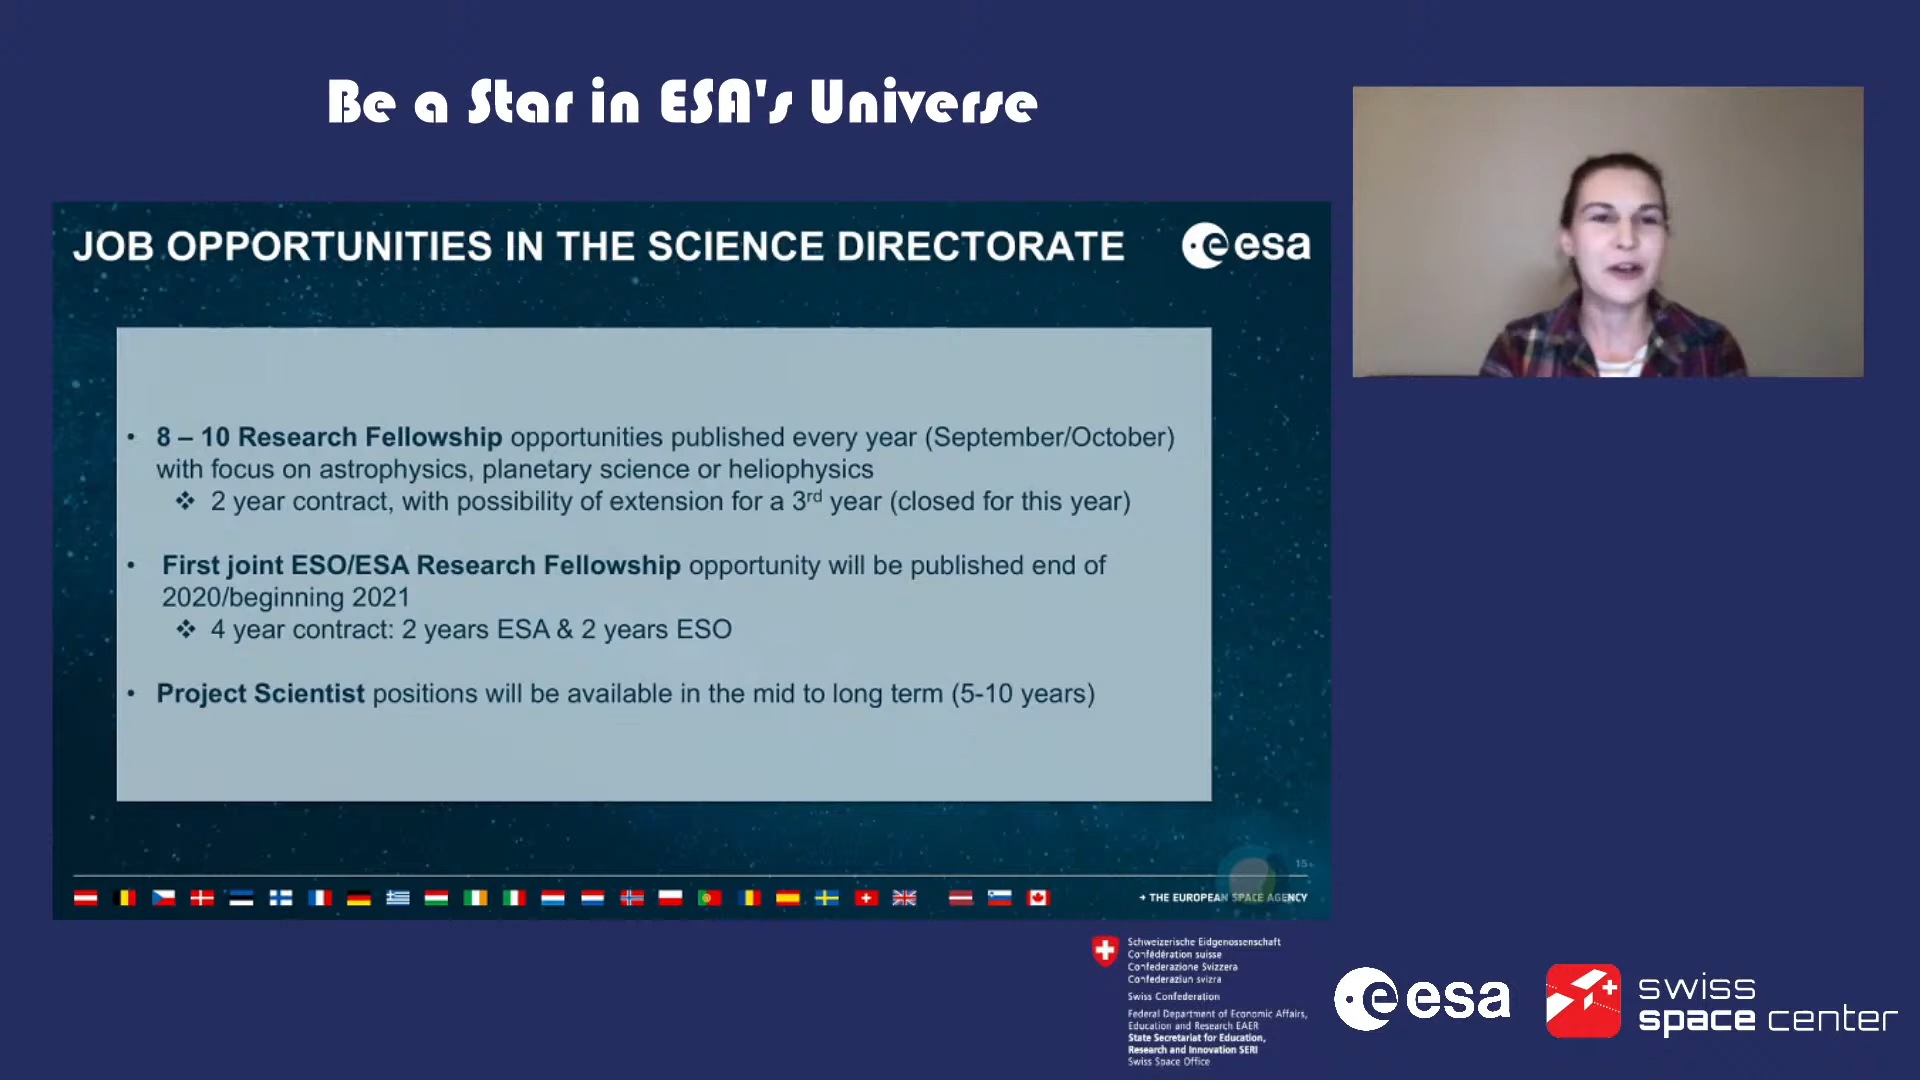 Be a Star in ESA's Universe
JOB OPPORTUNITIES IN THE SCIENCE DIRECTORATE
esa
• 8 – 10 Research Fellowship opportunities published every year (September/October)
with focus on astrophysics, planetary science or heliophysics
❖ 2 year contract, with possibility of extension for a 3rd year (closed for this year)
• First joint ESO/ESA Research Fellowship opportunity will be published end of
2020/beginning 2021
❖ 4 year contract: 2 years ESA & 2 years ESO
• Project Scientist positions will be available in the mid to long term (5-10 years)
15
→ THE EUROPEAN SPACE AGENCY
Schweizerische Eidgenossenschaft
Confédération suisse
Confederazione Svizzera
Confederaziun svizra
Swiss Confederation
Federal Department of Economic Affairs,
Education and Research EAER
State Secretariat for Education,
Research and Innovation SERI
Swiss Space Office
esa
swiss
space center